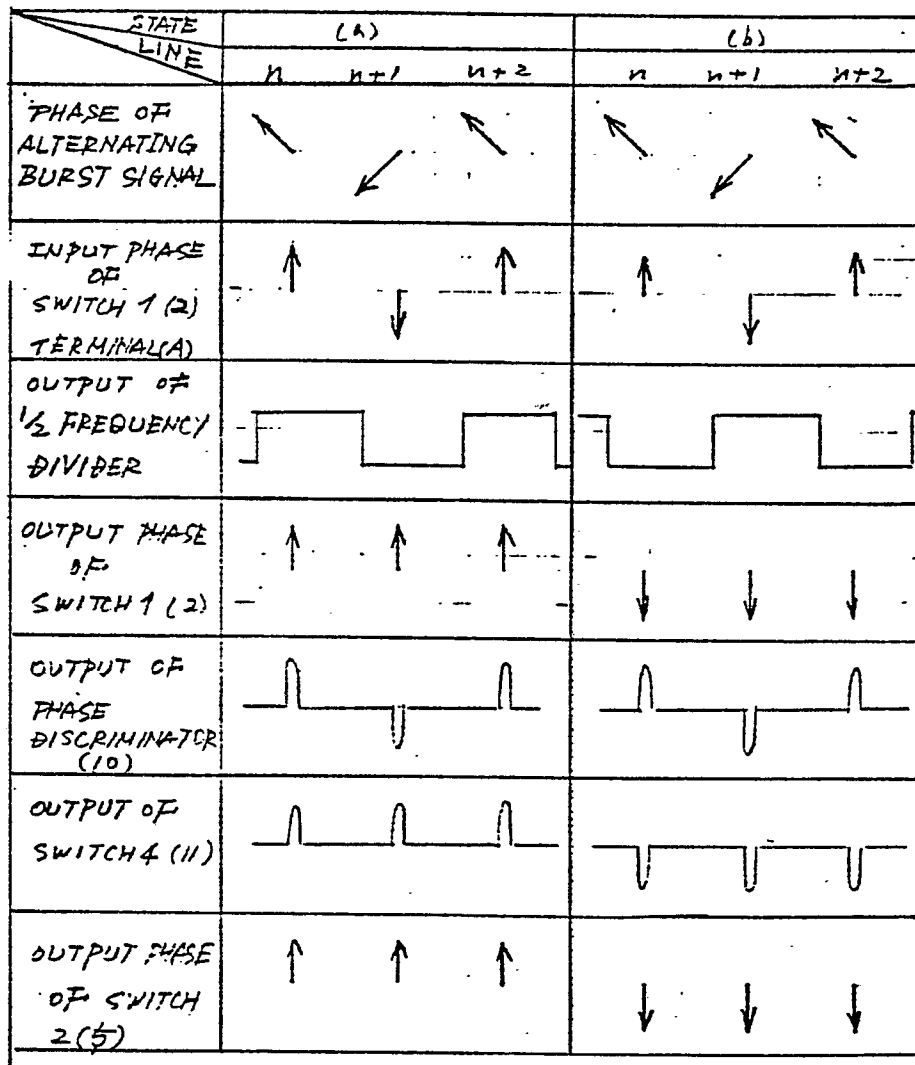 STATE
LINE
(a)
(b)
n n+1 n+2
n n+1 n+2
PHASE OF
ALTERNATING
BURST SIGNAL
INPUT PHASE
OF
SWITCH 1 (2)
TERMINAL(A)
OUTPUT OF
1/2 FREQUENCY
DIVIDER
OUTPUT PHASE
OF
SWITCH 1 (2)
OUTPUT OF
PHASE
DISCRIMINATOR
(10)
OUTPUT OF
SWITCH 4 (11)
OUTPUT PHASE
OF SWITCH
2 (5)